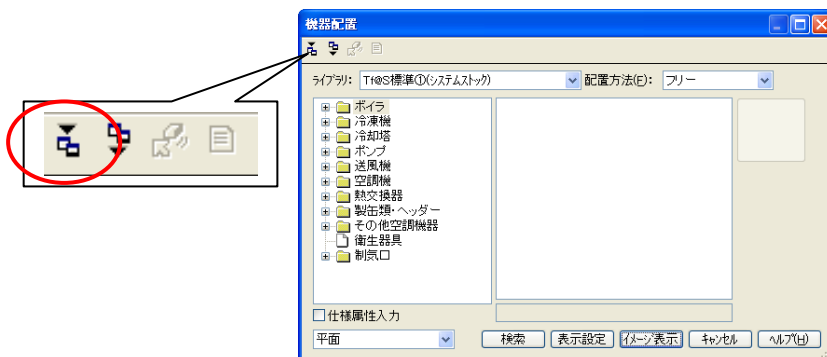 機器配置
ライブラリ: Tf@S標準①(システムストック) 配置方法(F): フリー
ボイラ
冷凍機
冷却塔
ポンプ
送風機
空調機
熱交換器
製缶類・ヘッダー
その他空調機器
衛生器具
制気口
仕様属性入力
平面 検索 表示設定 イメージ表示 キャンセル ヘルプ(H)